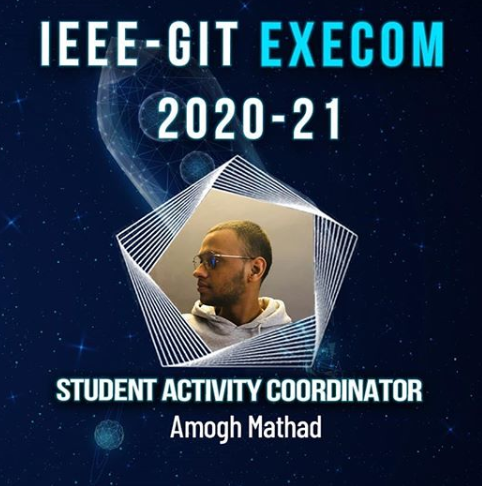 IEEE-GIT EXECOM
2020-21
STUDENT ACTIVITY COORDINATOR
Amogh Mathad